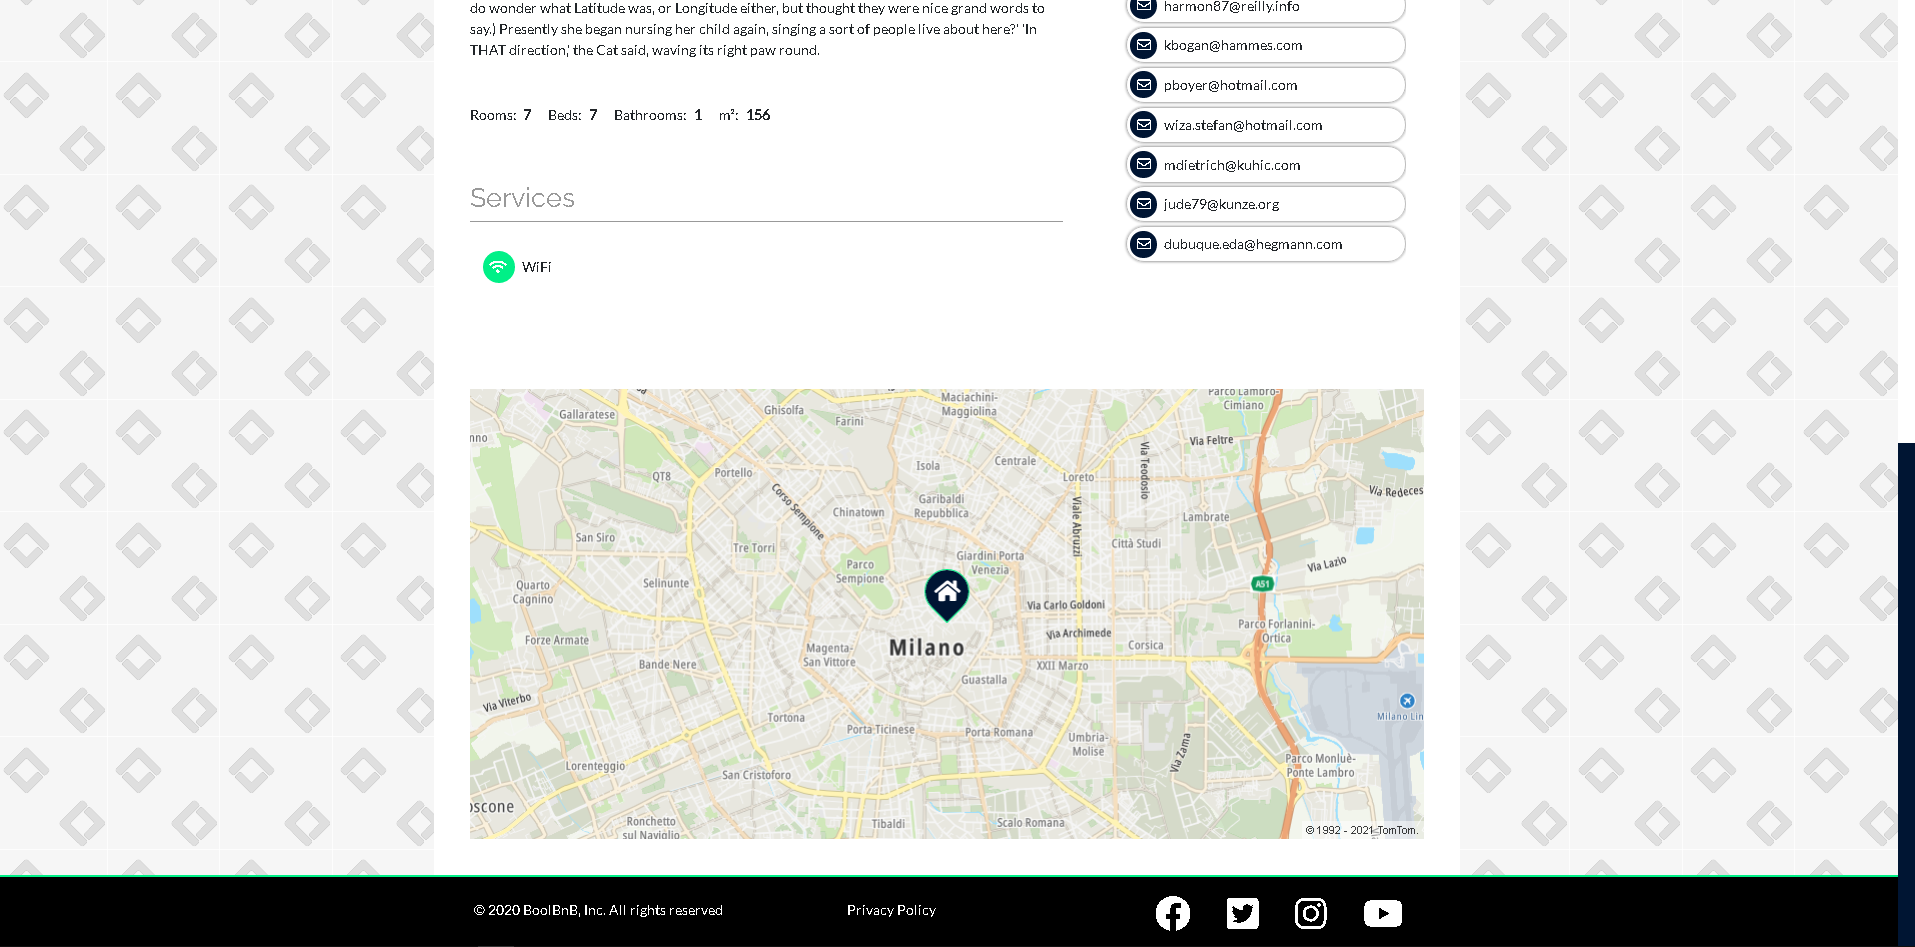 do wonder what Latitude was, or Longitude either, but thought they were nice grand words to
say.) Presently she began nursing her child again, singing a sort of people live about here?' 'In
THAT direction,' the Cat said, waving its right paw round.
Rooms: 7 Beds: 7 Bathrooms: 1 m²: 156
Services
WiFi
harmon87@reilly.info
kbogan@hammes.com
pboyer@hotmail.com
wiza.stefan@hotmail.com
mdietrich@kuhic.com
jude79@kunze.org
dubuque.eda@hegmann.com
Gallaratese
Ghisolfa
Farini
Maciachini-
Maggiolina
Parco Lambro-
Cimiano
nno
QT8
Portello
Isola
Centrale
Loreto
Via Teodosio
Via Feltre
Via Redeces
Corso Sempione
Chinatown
Garibaldi
Repubblica
Viale Abruzzi
Lambrate
San Siro
Tre Torri
Parco
Sempione
Giardini Porta
Venezia
Città Studi
Via Lazio
Quarto
Cagnino
Selinunte
Via Carlo Goldoni
A51
Forze Armate
Milano
Via Archimede
Parco Forlanini-
Ortica
Bande Nere
Magenta-
San Vittore
XXII Marzo
Corsica
Guastalla
Via Viterbo
Tortona
Porta Ticinese
Porta Romana
Umbria-
Molise
Via Zama
Milano Lin
Lorenteggio
San Cristoforo
Parco Monluè-
Ponte Lambro
oscone
Ronchetto
sul Naviglio
Tibaldi
Scalo Romana
© 1992 - 2021 TomTom.
© 2020 BoolBnB, Inc. All rights reserved
Privacy Policy